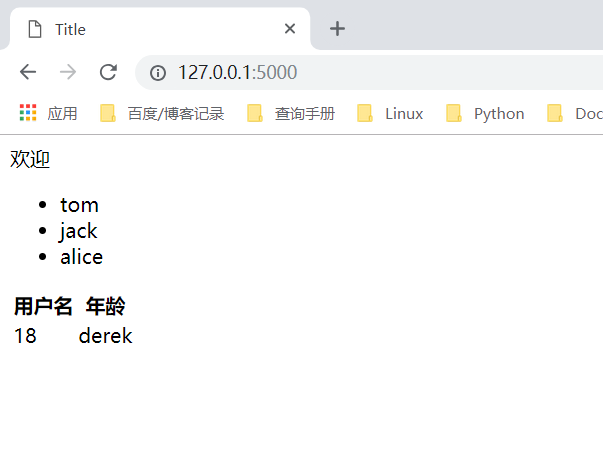 Title
127.0.0.1:5000
应用 百度/博客记录 查询手册 Linux Python Doc
欢迎
tom
jack
alice
用户名 年龄
18 derek